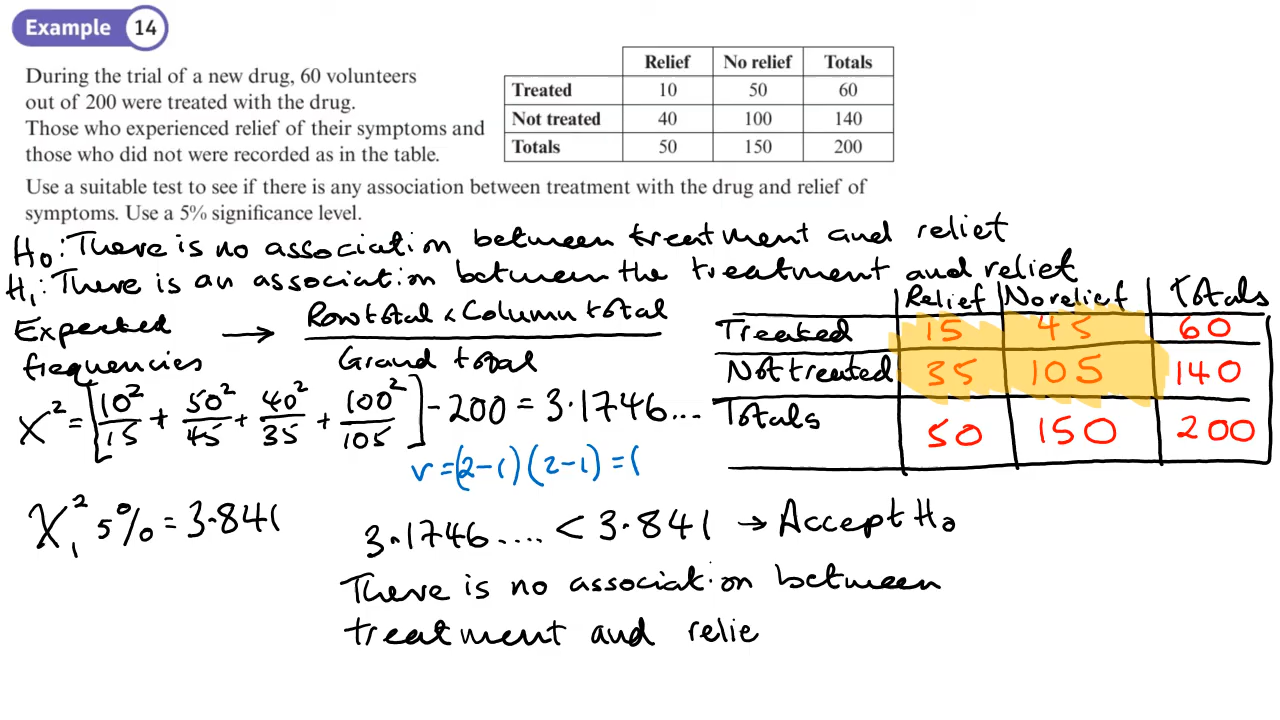 Example 14
During the trial of a new drug, 60 volunteers
out of 200 were treated with the drug.
Those who experienced relief of their symptoms and
those who did not were recorded as in the table.
Relief No relief Totals
Treated 10 50 60
Not treated 40 100 140
Totals 50 150 200
Use a suitable test to see if there is any association between treatment with the drug and relief of
symptoms. Use a 5% significance level.
H₀: There is no association between treatment and relief
H₁: There is an association between the treatment and relief
Expected frequencies → Row total × Column total / Grand total
Relief No relief Totals
Treated 15 45 60
Not treated 35 105 140
Totals 50 150 200
X² = [10²/15 + 50²/45 + 40²/35 + 100²/105] - 200 = 3.1746...
v = (2-1)(2-1) = 1
χ₁² 5% = 3.841
3.1746.... < 3.841 → Accept H₀
There is no association between
treatment and relie